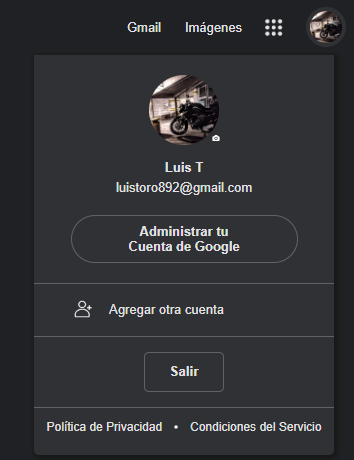 Gmail Imágenes
Luis T
luistoro892@gmail.com
Administrar tu
Cuenta de Google
Agregar otra cuenta
Salir
Política de Privacidad • Condiciones del Servicio